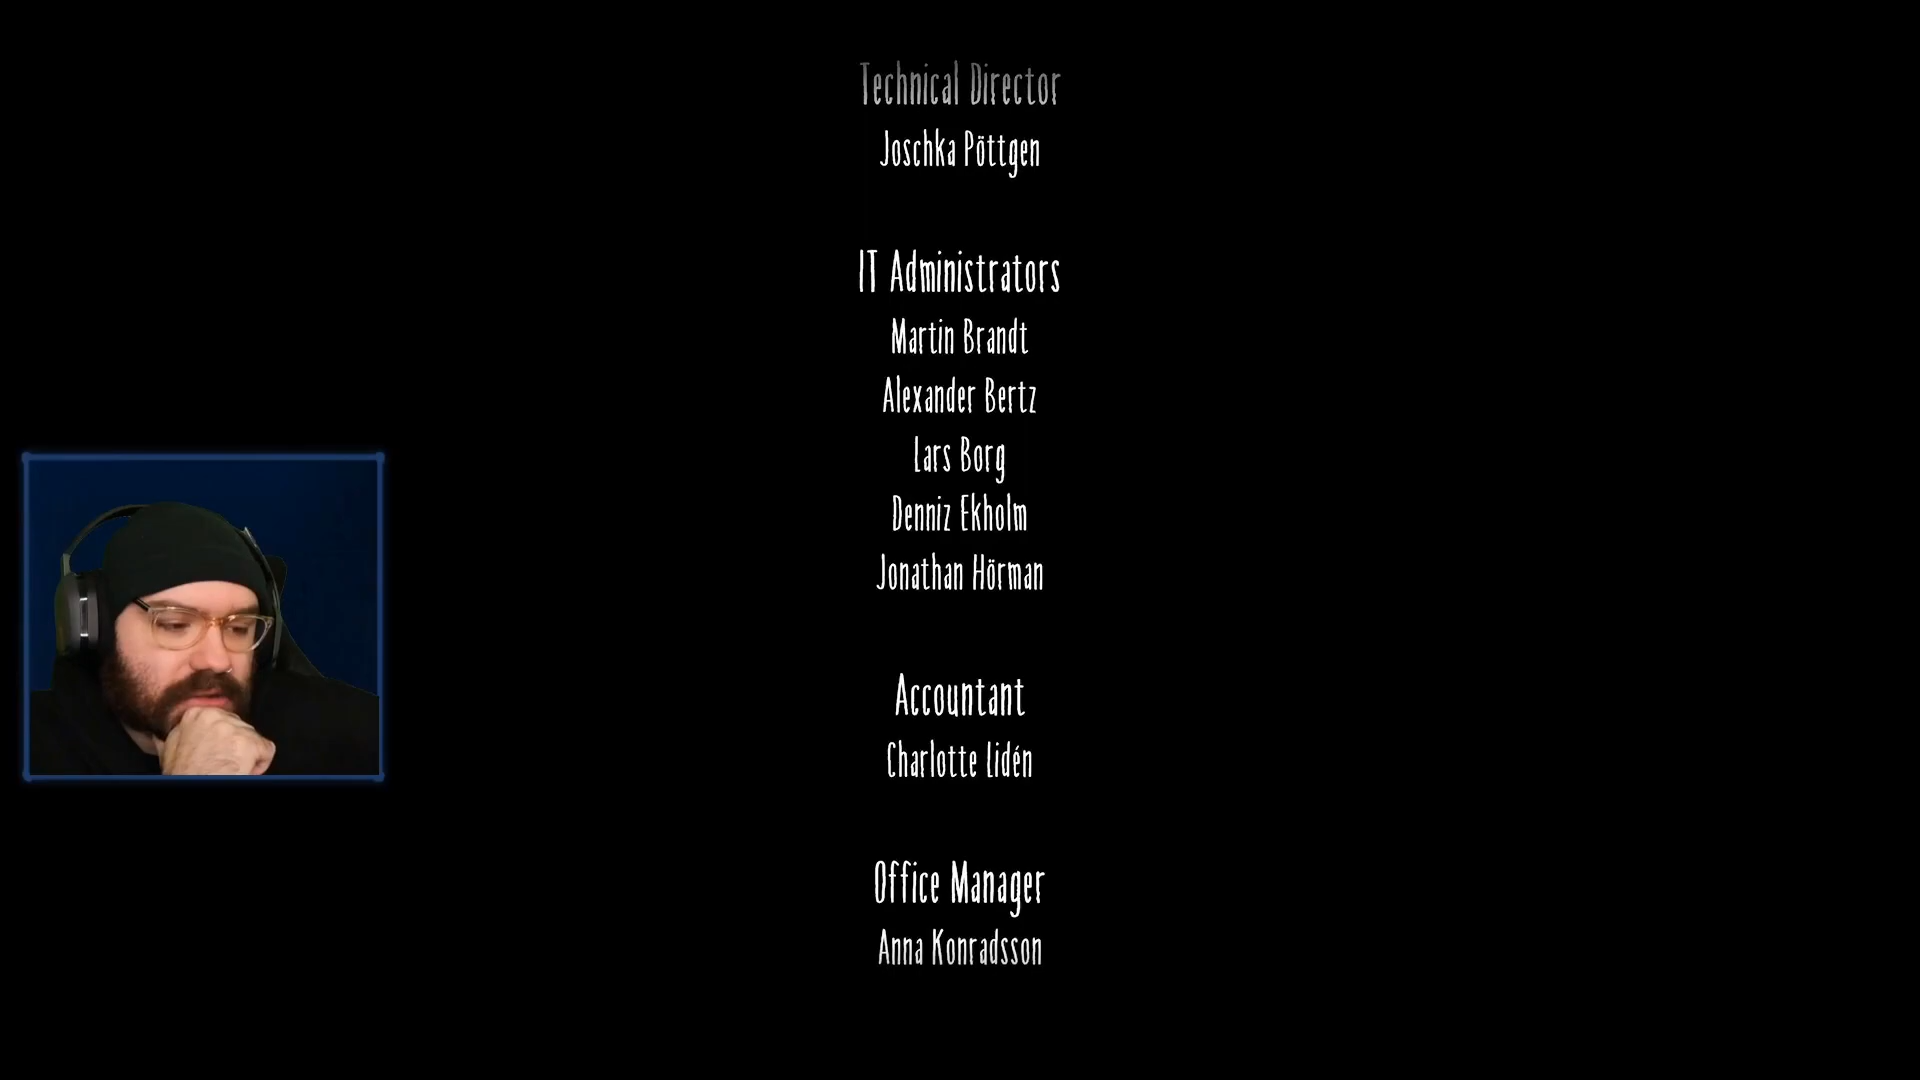 Technical Director
Joschka Pöttgen
IT Administrators
Martin Brandt
Alexander Bertz
Lars Borg
Denniz Ekholm
Jonathan Hörman
Accountant
Charlotte Lidén
Office Manager
Anna Konradsson